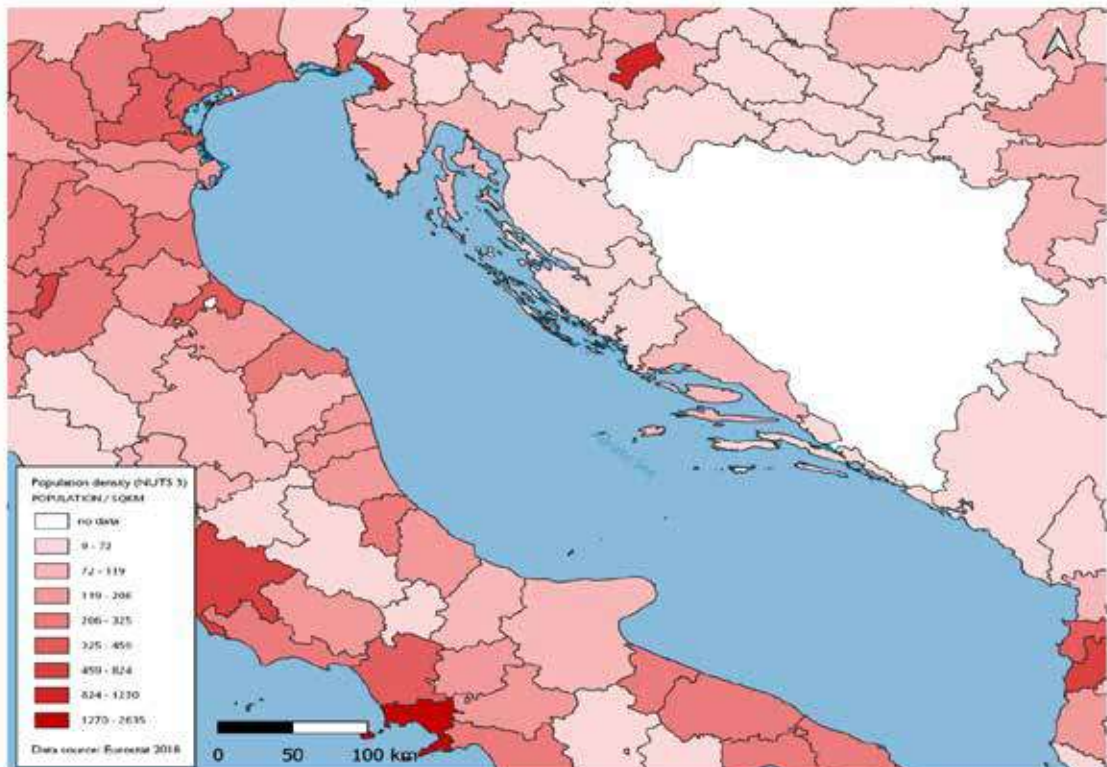 Population density (NUTS 3)
POPULATION / SQKM
no data
9 - 72
72 - 119
119 - 206
206 - 325
325 - 459
459 - 824
824 - 1270
1270 - 2635
Data source: Eurostat 2018
0 50 100 km